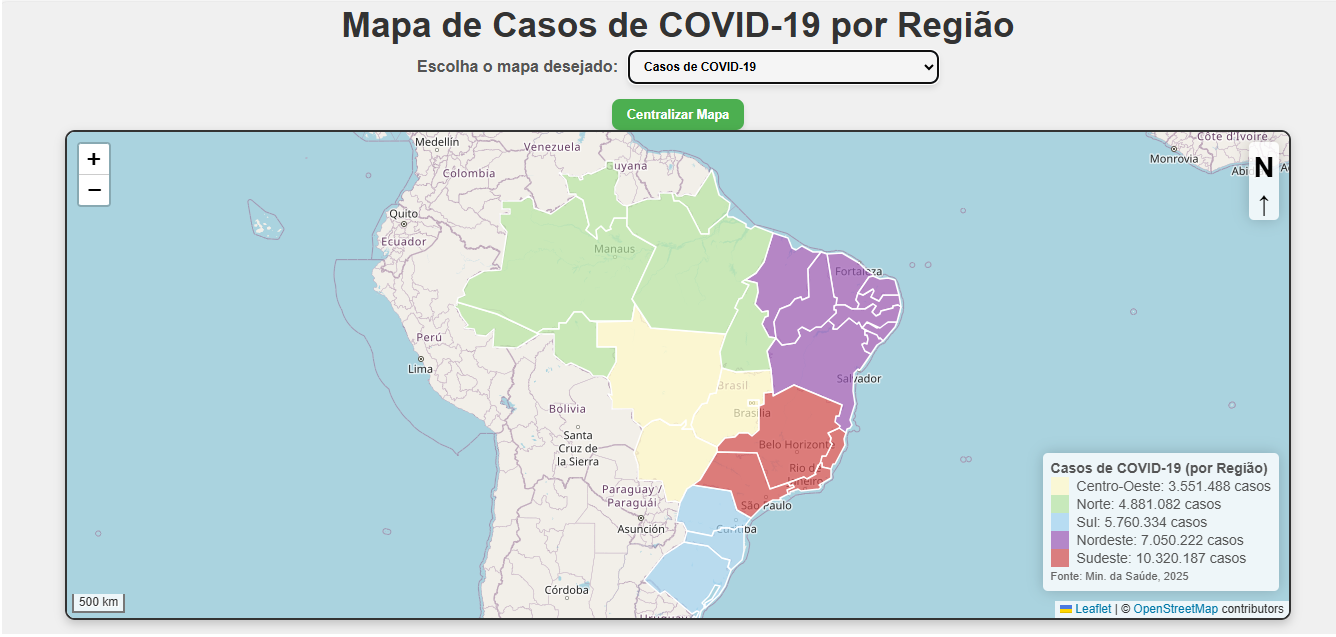 Mapa de Casos de COVID-19 por Região
Escolha o mapa desejado:
Casos de COVID-19
Centralizar Mapa
+
−
N
↑
Medellín
Venezuela
Guyana
Colombia
Côte d'Ivoire
Monrovia
Quito
Ecuador
Manaus
Fortaleza
Perú
Lima
Salvador
Brasil
Brasília
Bolivia
Santa
Cruz de
la Sierra
Belo Horizonte
Rio de
Janeiro
Paraguay /
Paraguái
São Paulo
Asunción
Curitiba
Córdoba
Uruguay
Casos de COVID-19 (por Região)
Centro-Oeste: 3.551.488 casos
Norte: 4.881.082 casos
Sul: 5.760.334 casos
Nordeste: 7.050.222 casos
Sudeste: 10.320.187 casos
Fonte: Min. da Saúde, 2025
500 km
Leaflet | © OpenStreetMap contributors